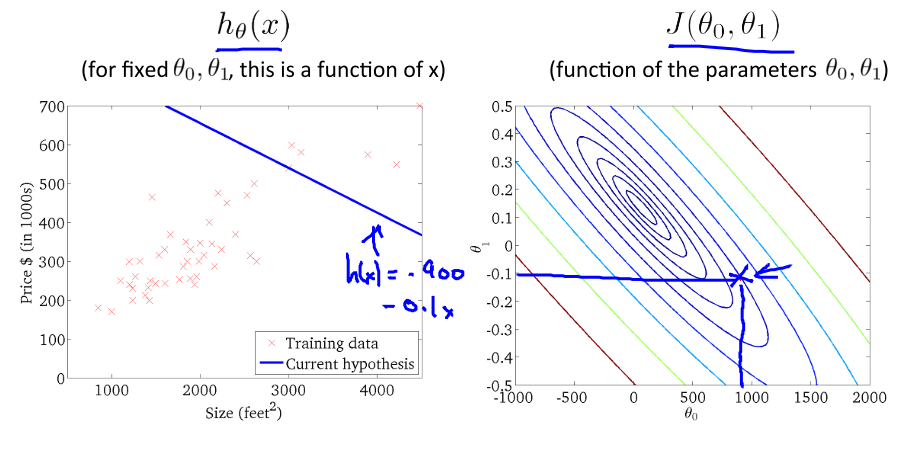 hθ(x)
(for fixed θ0, θ1, this is a function of x)
700
600
500
400
300
200
100
0
Price $ (in 1000s)
1000
2000
3000
4000
Size (feet²)
h(x) = -900
- 0.1x
Training data
Current hypothesis
J(θ0, θ1)
(function of the parameters θ0, θ1)
0.5
0.4
0.3
0.2
0.1
0
-0.1
-0.2
-0.3
-0.4
-0.5
θ1
-1000
-500
0
500
1000
1500
2000
θ0